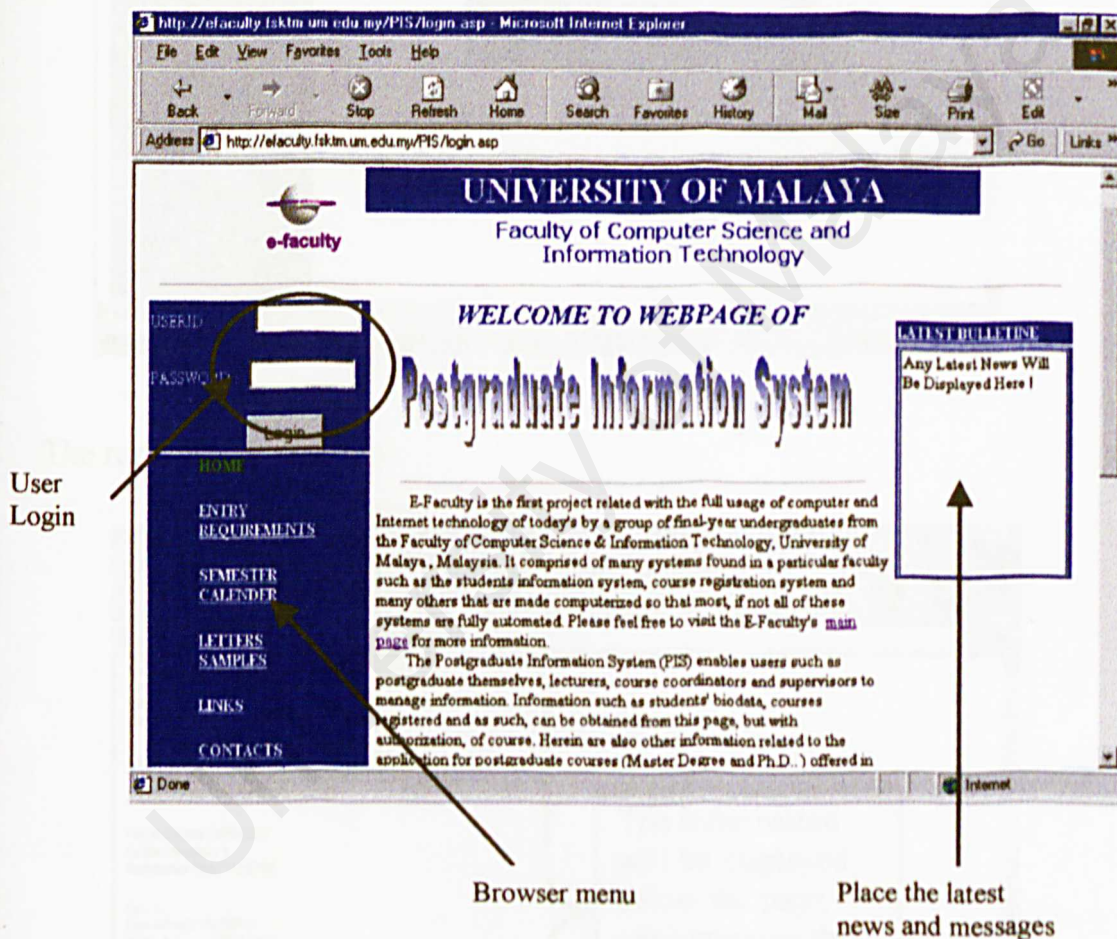 http://efaculty.fsktm.um.edu.my/PIS/login.asp - Microsoft Internet Explorer
File Edit View Favorites Tools Help
Back Forward Stop Refresh Home Search Favorites History Mail Size Print Edit
Address http://efaculty.fsktm.um.edu.my/PIS/login.asp Go Links »
e-faculty
UNIVERSITY OF MALAYA
Faculty of Computer Science and
Information Technology
USERID
PASSWORD
Login
HOME
ENTRY
REQUIREMENTS
SEMESTER
CALENDER
LETTERS
SAMPLES
LINKS
CONTACTS
WELCOME TO WEBPAGE OF
Postgraduate Information System
E-Faculty is the first project related with the full usage of computer and
Internet technology of today's by a group of final-year undergraduates from
the Faculty of Computer Science & Information Technology, University of
Malaya , Malaysia. It comprised of many systems found in a particular faculty
such as the students information system, course registration system and
many others that are made computerized so that most, if not all of these
systems are fully automated. Please feel free to visit the E-Faculty's main
page for more information.
The Postgraduate Information System (PIS) enables users such as
postgraduate themselves, lecturers, course coordinators and supervisors to
manage information. Information such as students' biodata, courses
registered and as such, can be obtained from this page, but with
authorization, of course. Herein are also other information related to the
application for postgraduate courses (Master Degree and Ph.D..) offered in
LATEST BULLETINE
Any Latest News Will
Be Displayed Here !
Done
Internet
User
Login
Browser menu
Place the latest
news and messages
University of Malaya